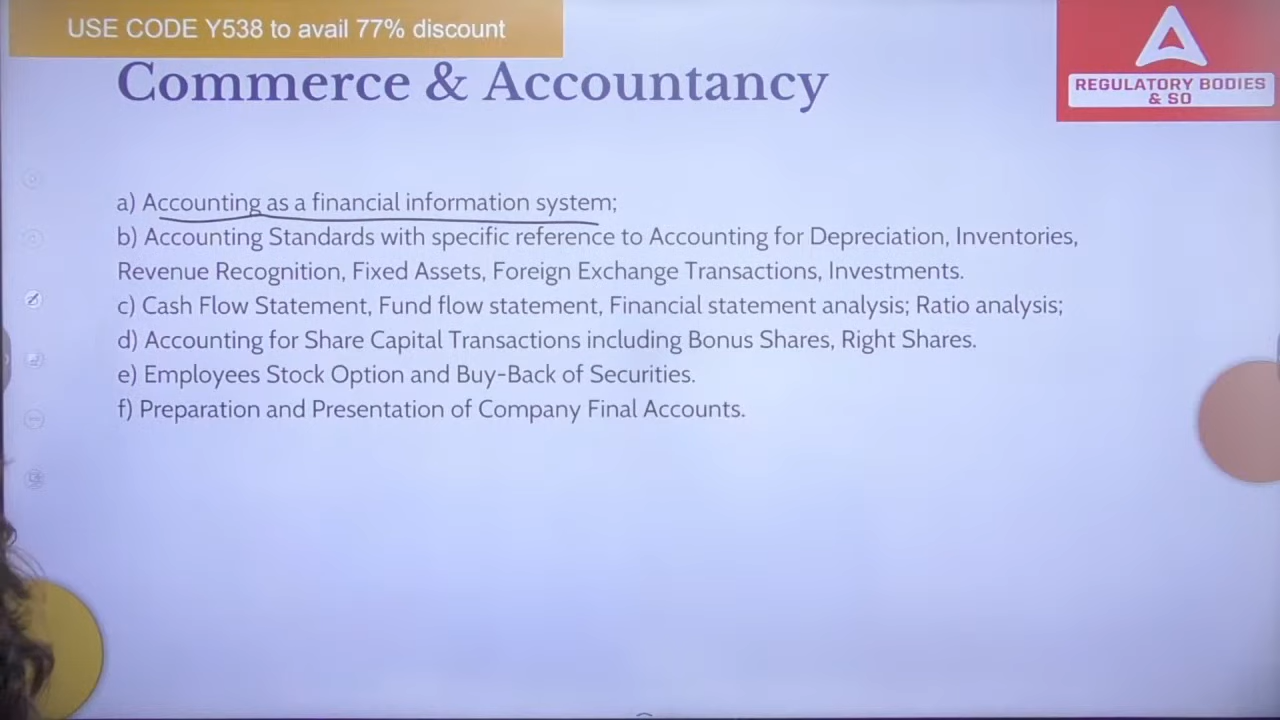 USE CODE Y538 to avail 77% discount
Commerce & Accountancy
REGULATORY BODIES
& SO
a) Accounting as a financial information system;
b) Accounting Standards with specific reference to Accounting for Depreciation, Inventories,
Revenue Recognition, Fixed Assets, Foreign Exchange Transactions, Investments.
c) Cash Flow Statement, Fund flow statement, Financial statement analysis; Ratio analysis;
d) Accounting for Share Capital Transactions including Bonus Shares, Right Shares.
e) Employees Stock Option and Buy-Back of Securities.
f) Preparation and Presentation of Company Final Accounts.